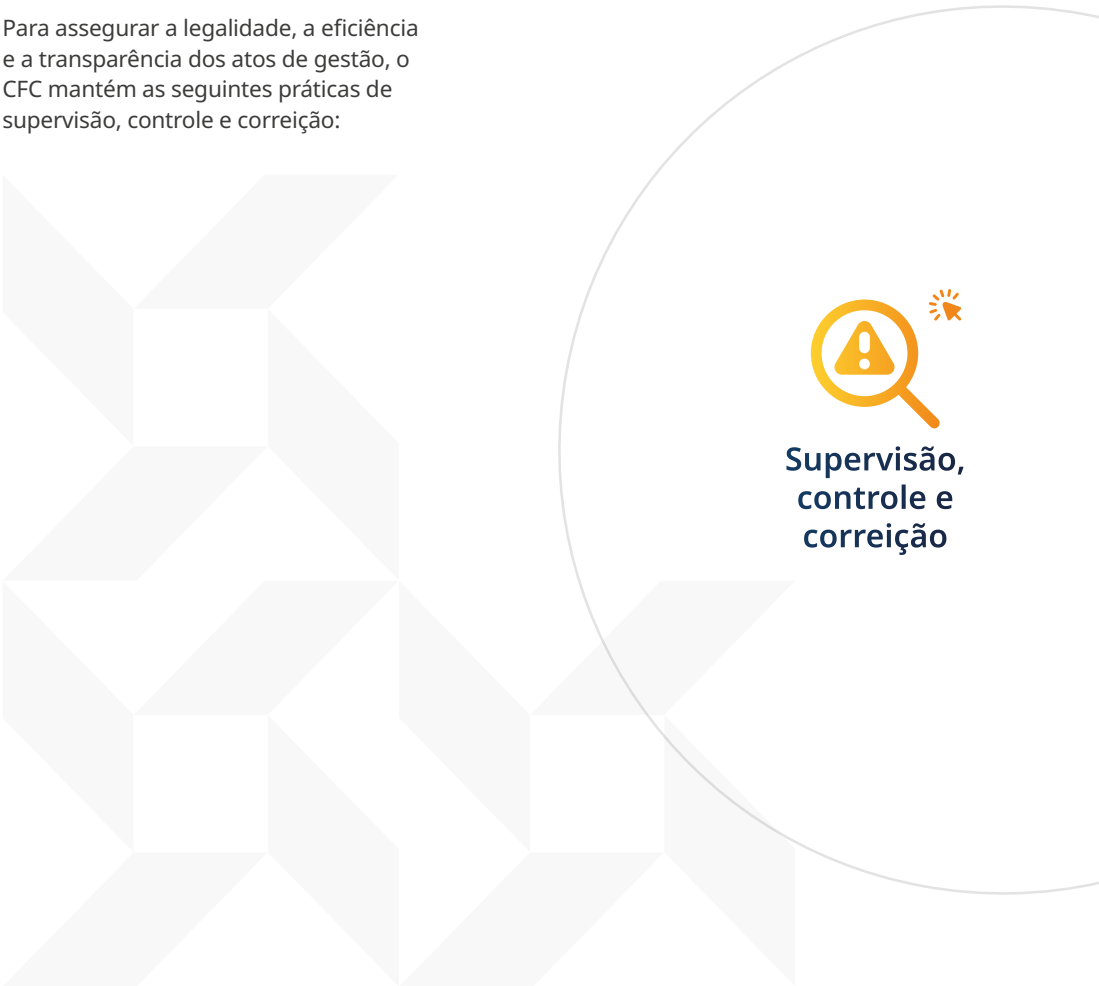 Para assegurar a legalidade, a eficiência
e a transparência dos atos de gestão, o
CFC mantém as seguintes práticas de
supervisão, controle e correição:
Supervisão,
controle e
correição